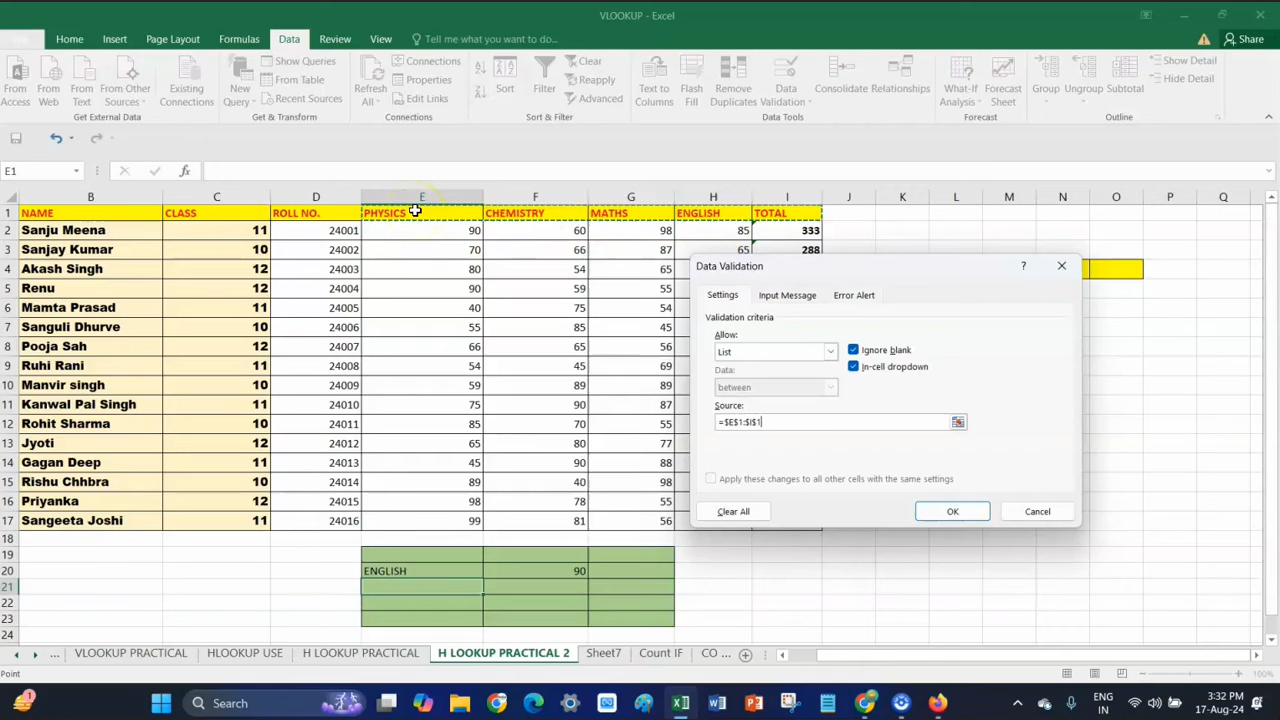 VLOOKUP - Excel
Home Insert Page Layout Formulas Data Review View Tell me what you want to do... Share
From Access From Web From Text From Other Sources Existing Connections
Get External Data
New Query Show Queries From Table Recent Sources
Get & Transform
Refresh All Connections Properties Edit Links
Connections
Sort Filter Clear Reapply Advanced
Sort & Filter
Text to Columns Flash Fill Remove Duplicates Data Validation Consolidate Relationships
Data Tools
What-If Analysis Forecast Sheet
Forecast
Group Ungroup Subtotal Show Detail Hide Detail
Outline
E1 fx
B C D E F G H I J K L M N O P Q
1 NAME CLASS ROLL NO. PHYSICS CHEMISTRY MATHS ENGLISH TOTAL
2 Sanju Meena 11 24001 90 60 98 85 333
3 Sanjay Kumar 10 24002 70 66 87 65 288
4 Akash Singh 12 24003 80 54 65
5 Renu 12 24004 90 59 55
6 Mamta Prasad 11 24005 40 75 54
7 Sanguli Dhurve 10 24006 55 85 45
8 Pooja Sah 12 24007 66 65 56
9 Ruhi Rani 11 24008 54 45 69
10 Manvir singh 10 24009 59 89 89
11 Kanwal Pal Singh 11 24010 75 90 87
12 Rohit Sharma 10 24011 85 70 55
13 Jyoti 12 24012 65 80 77
14 Gagan Deep 11 24013 45 90 88
15 Rishu Chhbra 10 24014 89 40 98
16 Priyanka 12 24015 98 78 55
17 Sangeeta Joshi 11 24016 99 81 56
18
19
20 ENGLISH 90
21
22
23
24
Data Validation ?
Settings Input Message Error Alert
Validation criteria
Allow:
List
Ignore blank
In-cell dropdown
Data:
between
Source:
=$E$1:$I$1
Apply these changes to all other cells with the same settings
Clear All OK Cancel
... VLOOKUP PRACTICAL HLOOKUP USE H LOOKUP PRACTICAL H LOOKUP PRACTICAL 2 Sheet7 Count IF CO ...
Point 100%
1 Search ENG IN 3:32 PM 17-Aug-24